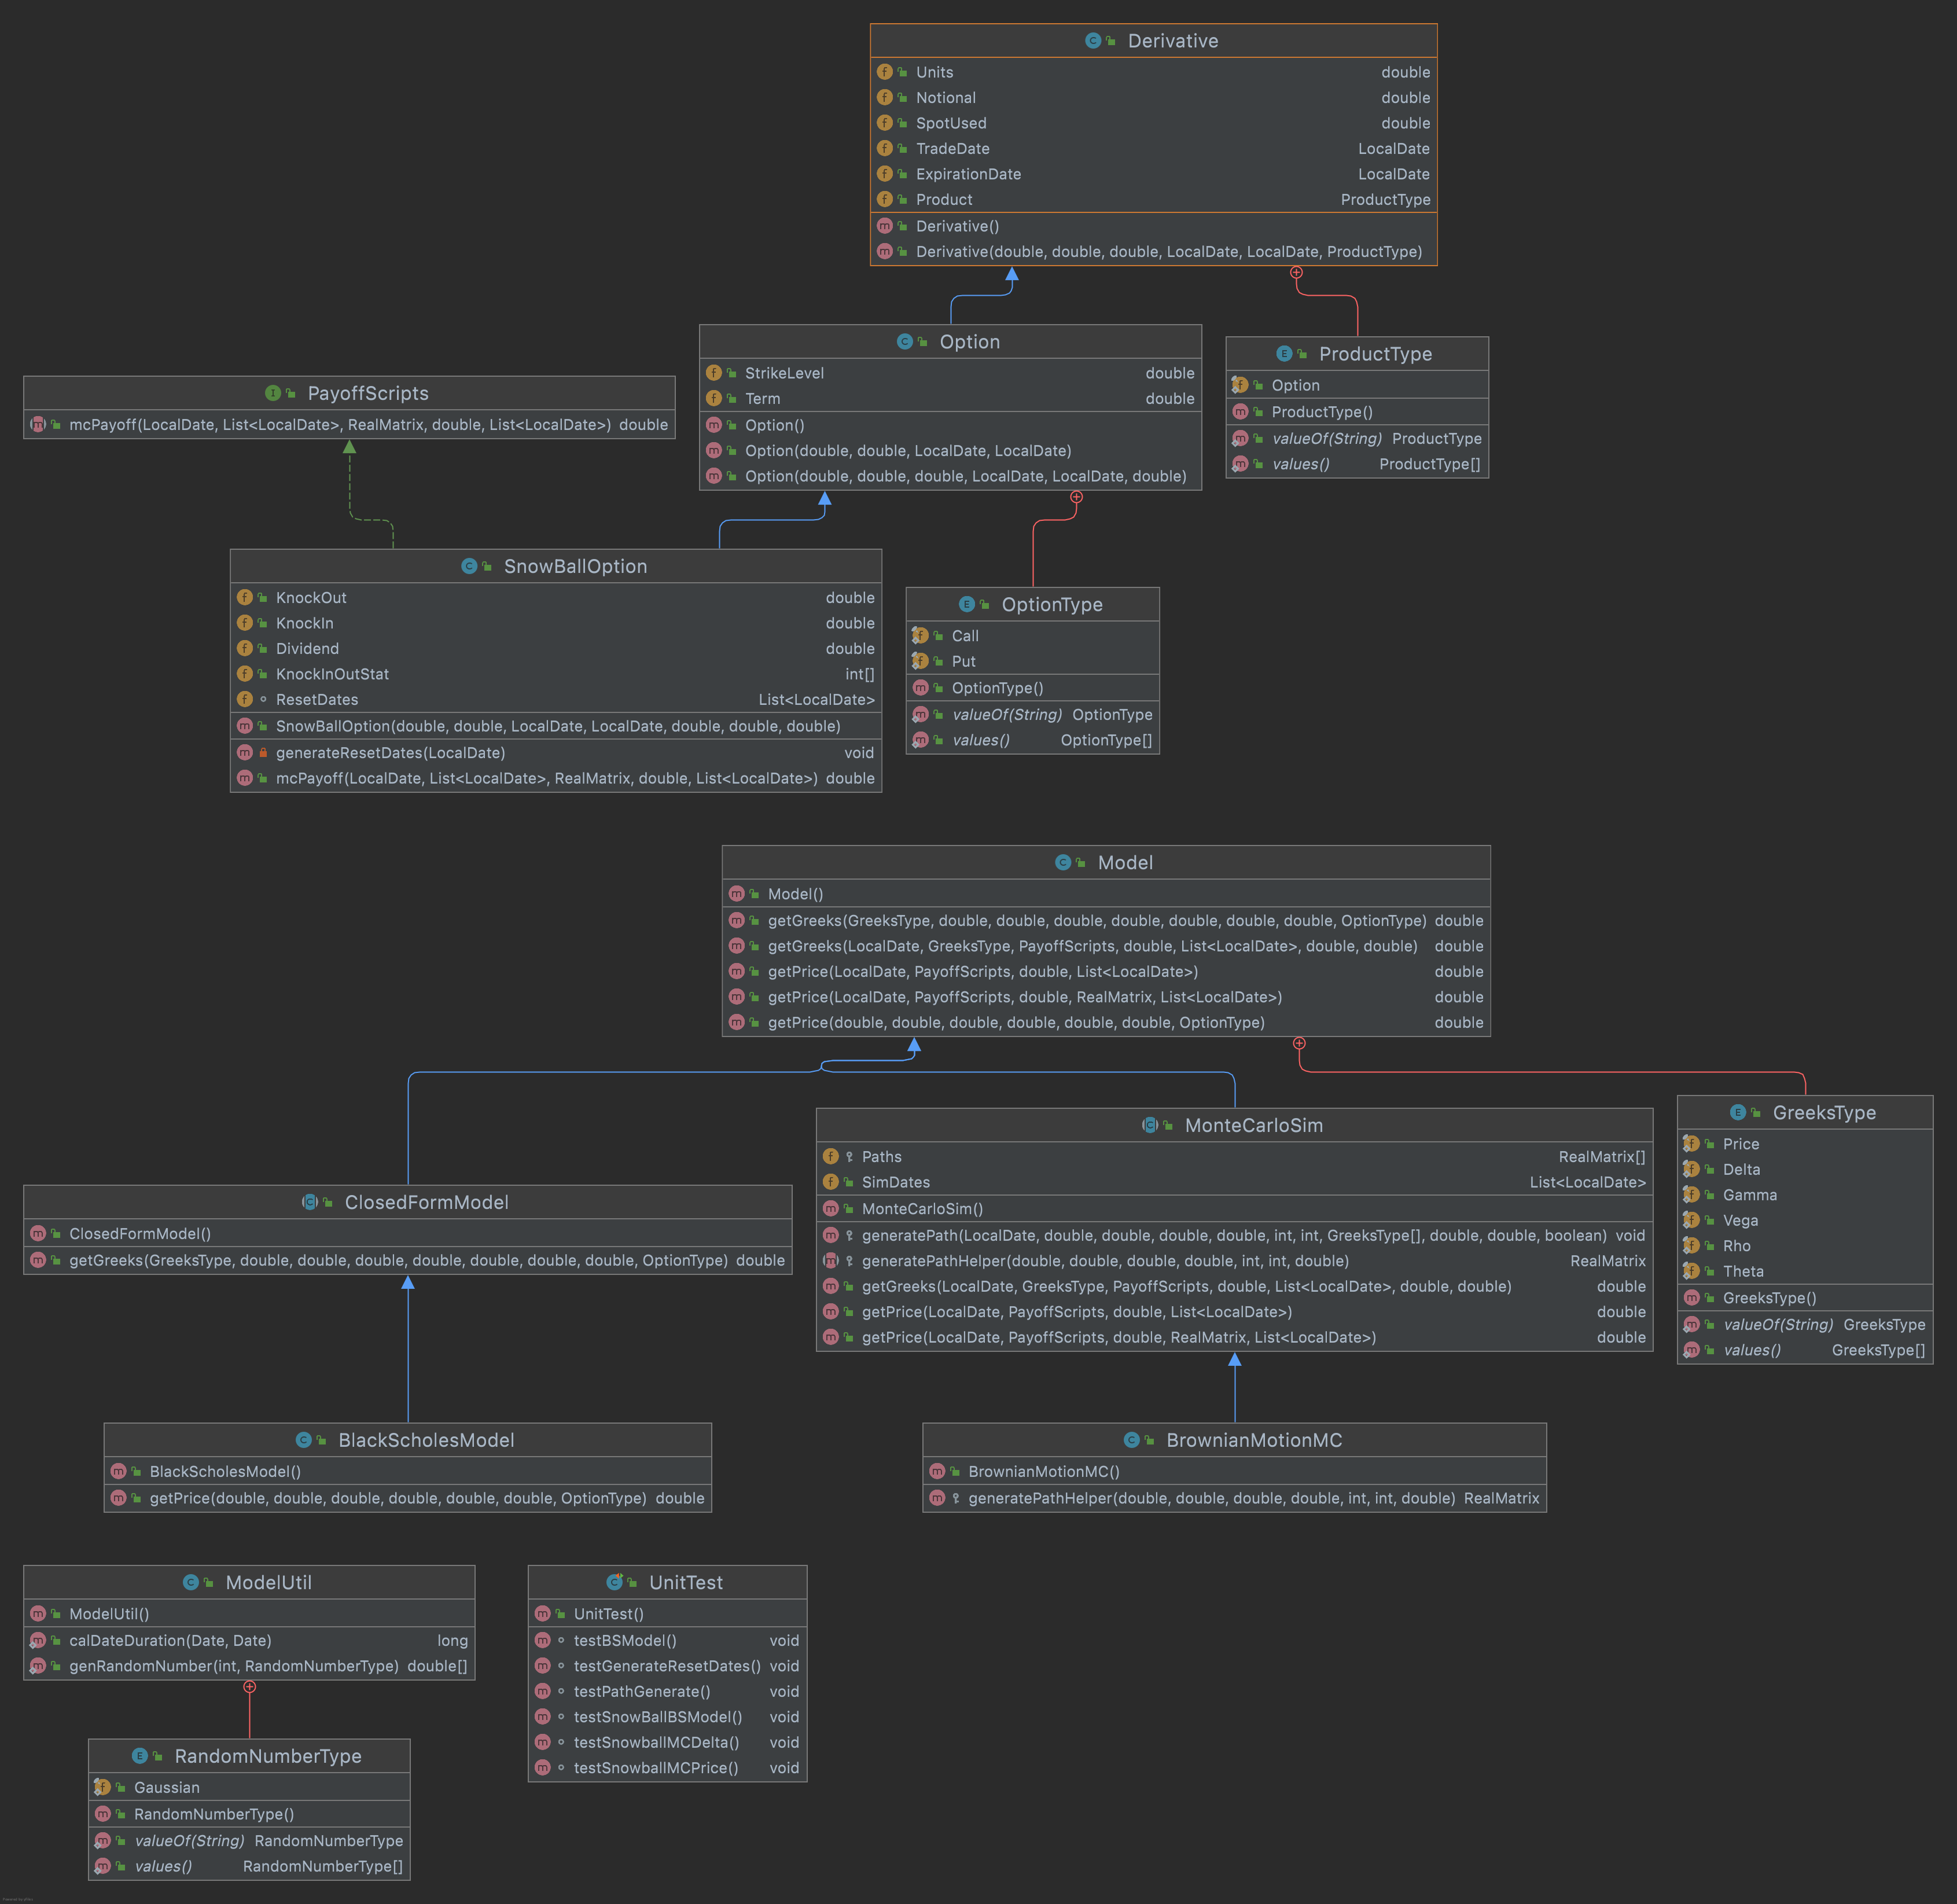 Derivative
Units double
Notional double
SpotUsed double
TradeDate LocalDate
ExpirationDate LocalDate
Product ProductType
Derivative()
Derivative(double, double, double, LocalDate, LocalDate, ProductType)
Option
StrikeLevel double
Term double
Option()
Option(double, double, LocalDate, LocalDate)
Option(double, double, double, LocalDate, LocalDate, double)
ProductType
Option
ProductType()
valueOf(String) ProductType
values() ProductType[]
PayoffScripts
mcPayoff(LocalDate, List<LocalDate>, RealMatrix, double, List<LocalDate>) double
SnowBallOption
KnockOut double
KnockIn double
Dividend double
KnockInOutStat int[]
ResetDates List<LocalDate>
SnowBallOption(double, double, LocalDate, LocalDate, double, double, double)
generateResetDates(LocalDate) void
mcPayoff(LocalDate, List<LocalDate>, RealMatrix, double, List<LocalDate>) double
OptionType
Call
Put
OptionType()
valueOf(String) OptionType
values() OptionType[]
Model
Model()
getGreeks(GreeksType, double, double, double, double, double, double, double, OptionType) double
getGreeks(LocalDate, GreeksType, PayoffScripts, double, List<LocalDate>, double, double) double
getPrice(LocalDate, PayoffScripts, double, List<LocalDate>) double
getPrice(LocalDate, PayoffScripts, double, RealMatrix, List<LocalDate>) double
getPrice(double, double, double, double, double, double, OptionType) double
ClosedFormModel
ClosedFormModel()
getGreeks(GreeksType, double, double, double, double, double, double, double, OptionType) double
MonteCarloSim
Paths RealMatrix[]
SimDates List<LocalDate>
MonteCarloSim()
generatePath(LocalDate, double, double, double, double, int, int, GreeksType[], double, double, boolean) void
generatePathHelper(double, double, double, double, int, int, double) RealMatrix
getGreeks(LocalDate, GreeksType, PayoffScripts, double, List<LocalDate>, double, double) double
getPrice(LocalDate, PayoffScripts, double, List<LocalDate>) double
getPrice(LocalDate, PayoffScripts, double, RealMatrix, List<LocalDate>) double
GreeksType
Price
Delta
Gamma
Vega
Rho
Theta
GreeksType()
valueOf(String) GreeksType
values() GreeksType[]
BlackScholesModel
BlackScholesModel()
getPrice(double, double, double, double, double, double, OptionType) double
BrownianMotionMC
BrownianMotionMC()
generatePathHelper(double, double, double, double, int, int, double) RealMatrix
ModelUtil
ModelUtil()
calDateDuration(Date, Date) long
genRandomNumber(int, RandomNumberType) double[]
UnitTest
UnitTest()
testBSModel() void
testGenerateResetDates() void
testPathGenerate() void
testSnowBallBSModel() void
testSnowballMCDelta() void
testSnowballMCPrice() void
RandomNumberType
Gaussian
RandomNumberType()
valueOf(String) RandomNumberType
values() RandomNumberType[]
Powered by yFiles